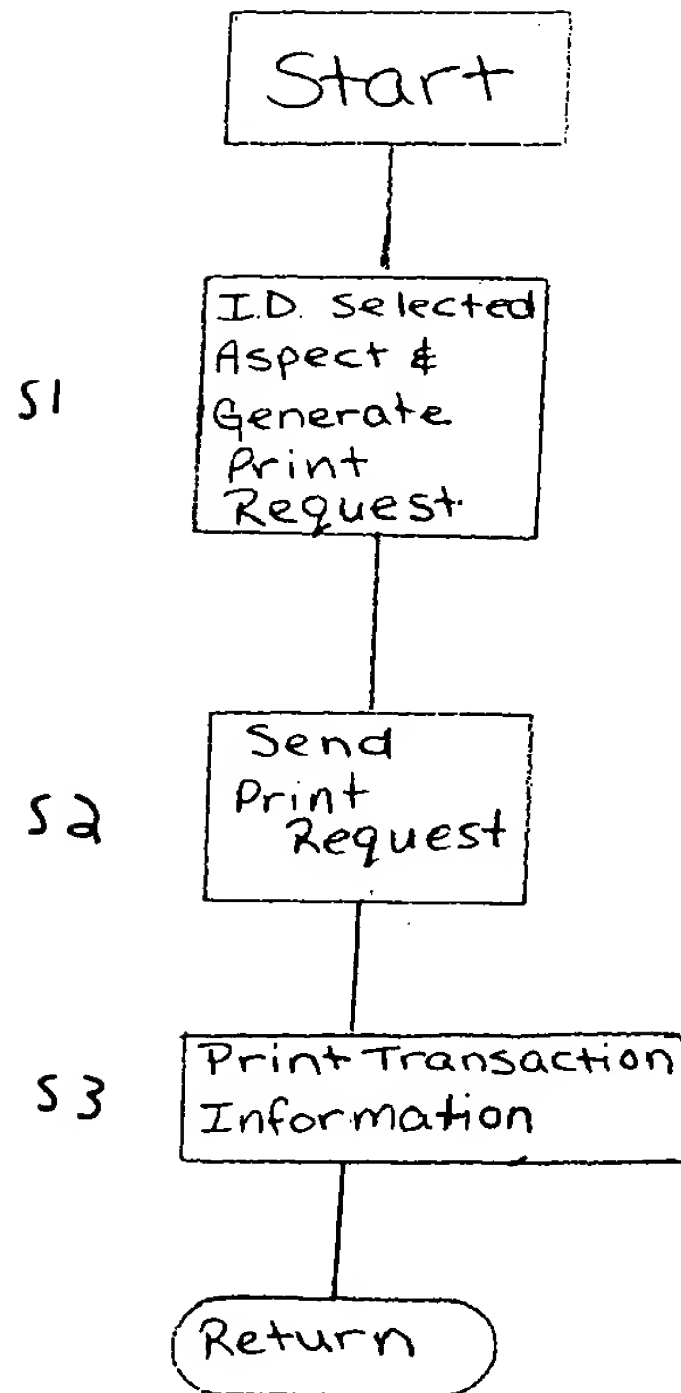 Start
S1
I.D. Selected
Aspect &
Generate
Print
Request.
S2
Send
Print
Request
S3
Print Transaction
Information
Return